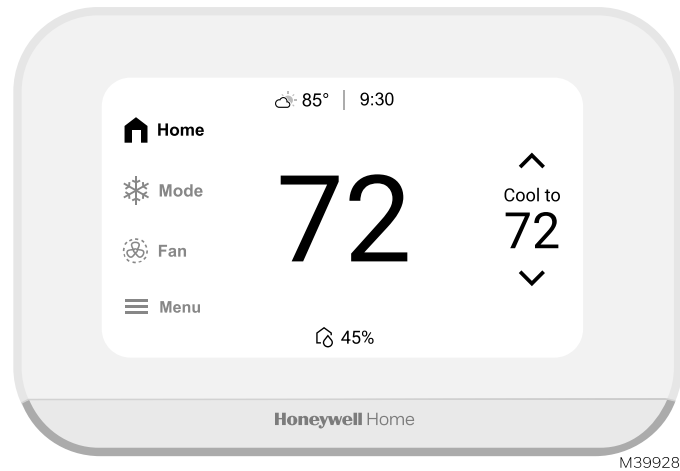 85° | 9:30
Home
Mode
Fan
Menu
72
Cool to
72
45%
Honeywell Home
M39928